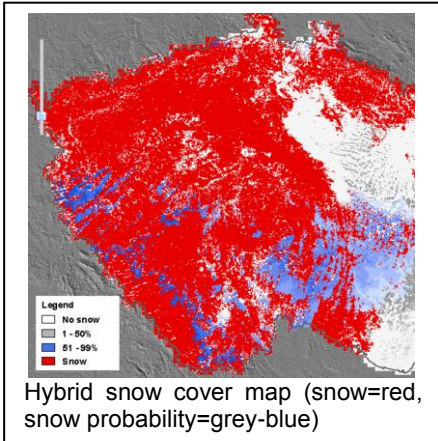 Legend
No snow
1 - 50%
51 - 99%
Snow
Hybrid snow cover map (snow=red,
snow probability=grey-blue)